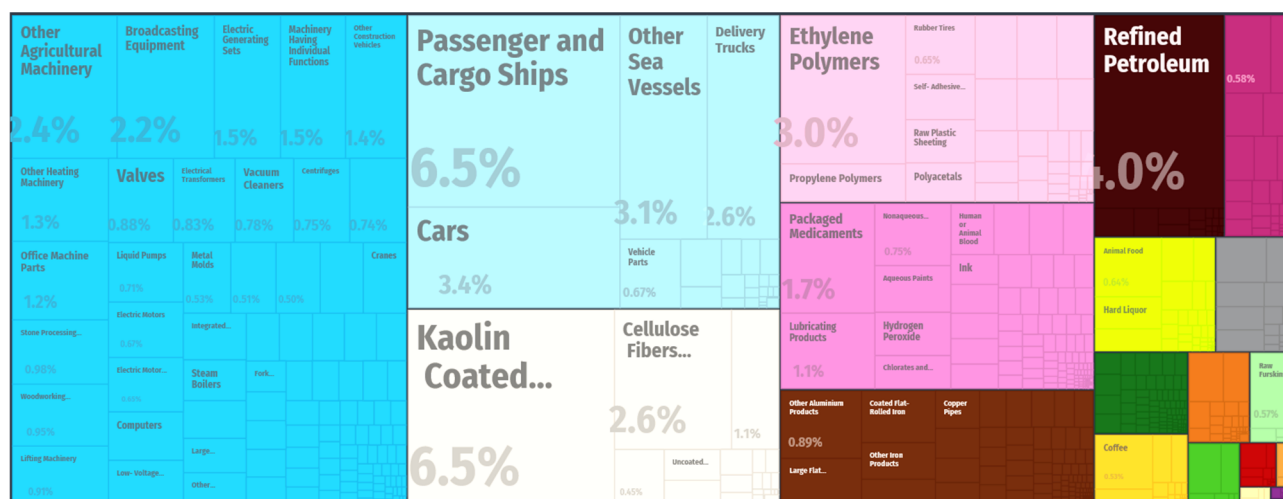 Other
Agricultural
Machinery
2.4%
Broadcasting
Equipment
2.2%
Electric
Generating
Sets
1.5%
Machinery
Having
Individual
Functions
1.5%
Other
Construction
Vehicles
1.4%
Other Heating
Machinery
1.3%
Valves
0.88%
Electrical
Transformers
0.83%
Vacuum
Cleaners
0.78%
Centrifuges
0.75%
0.74%
Office Machine
Parts
1.2%
Liquid Pumps
0.71%
Metal
Molds
0.53%
0.51%
0.50%
Cranes
Stone Processing...
0.98%
Electric Motors
0.67%
Integrated...
Woodworking...
0.95%
Electric Motor...
Steam
Boilers
Fork...
Computers
Lifting Machinery
0.91%
Low- Voltage...
Large...
Other...
Passenger and
Cargo Ships
6.5%
Other
Sea
Vessels
3.1%
Delivery
Trucks
2.6%
Cars
3.4%
Vehicle
Parts
0.67%
Kaolin
Coated...
6.5%
Cellulose
Fibers...
2.6%
1.1%
Uncoated...
0.45%
Ethylene
Polymers
3.0%
Rubber Tires
0.65%
Self- Adhesive...
Raw Plastic
Sheeting
Propylene Polymers
Polyacetals
Packaged
Medicaments
1.7%
Nonaqueous...
0.75%
Human
or
Animal
Blood
Aqueous Paints
Ink
Lubricating
Products
1.1%
Hydrogen
Peroxide
Chlorates and...
Other Aluminium
Products
0.89%
Coated Flat-
Rolled Iron
Copper
Pipes
Large Flat...
Other Iron
Products
Refined
Petroleum
4.0%
0.58%
Animal Food
0.64%
Hard Liquor
Raw
Furskin
0.57%
Coffee
0.53%